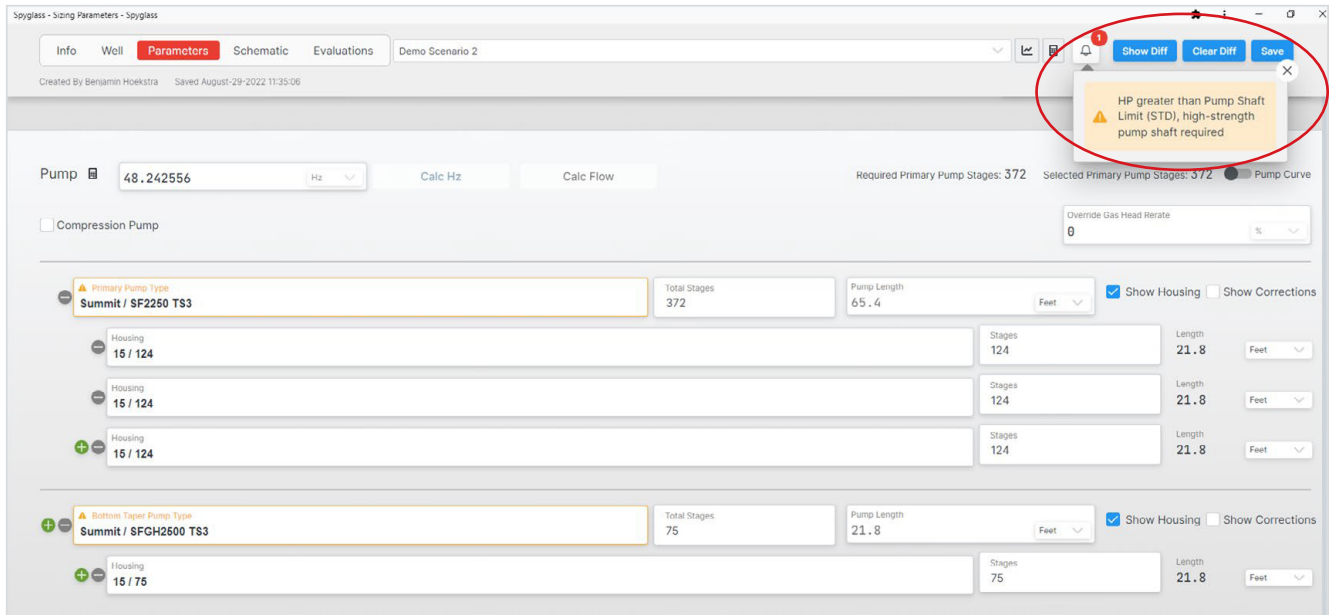 Spyglass - Sizing Parameters - Spyglass
Info Well Parameters Schematic Evaluations Demo Scenario 2 1 Show Diff Clear Diff Save
Created By Benjamin Hoekstra Saved August-29-2022 11:35:06
HP greater than Pump Shaft
Limit (STD), high-strength
pump shaft required
Pump 48.242556 Hz Calc Hz Calc Flow Required Primary Pump Stages: 372 Selected Primary Pump Stages: 372 Pump Curve
Compression Pump
Override Gas Head Rerate
0 %
Primary Pump Type Total Stages Pump Length
Summit / SF2250 TS3 372 65.4 Feet Show Housing Show Corrections
Housing Stages Length
15 / 124 124 21.8 Feet
Housing Stages Length
15 / 124 124 21.8 Feet
Housing Stages Length
15 / 124 124 21.8 Feet
Bottom Taper Pump Type Total Stages Pump Length
Summit / SFGH2500 TS3 75 21.8 Feet Show Housing Show Corrections
Housing Stages Length
15 / 75 75 21.8 Feet